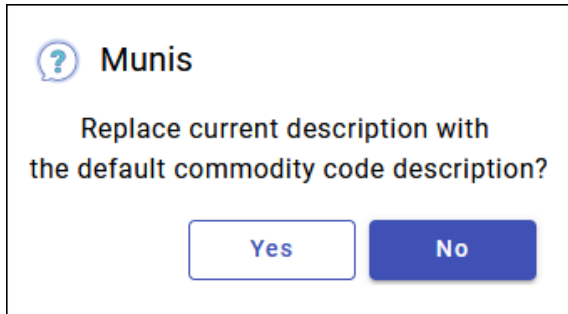 Munis
Replace current description with
the default commodity code description?
Yes
No